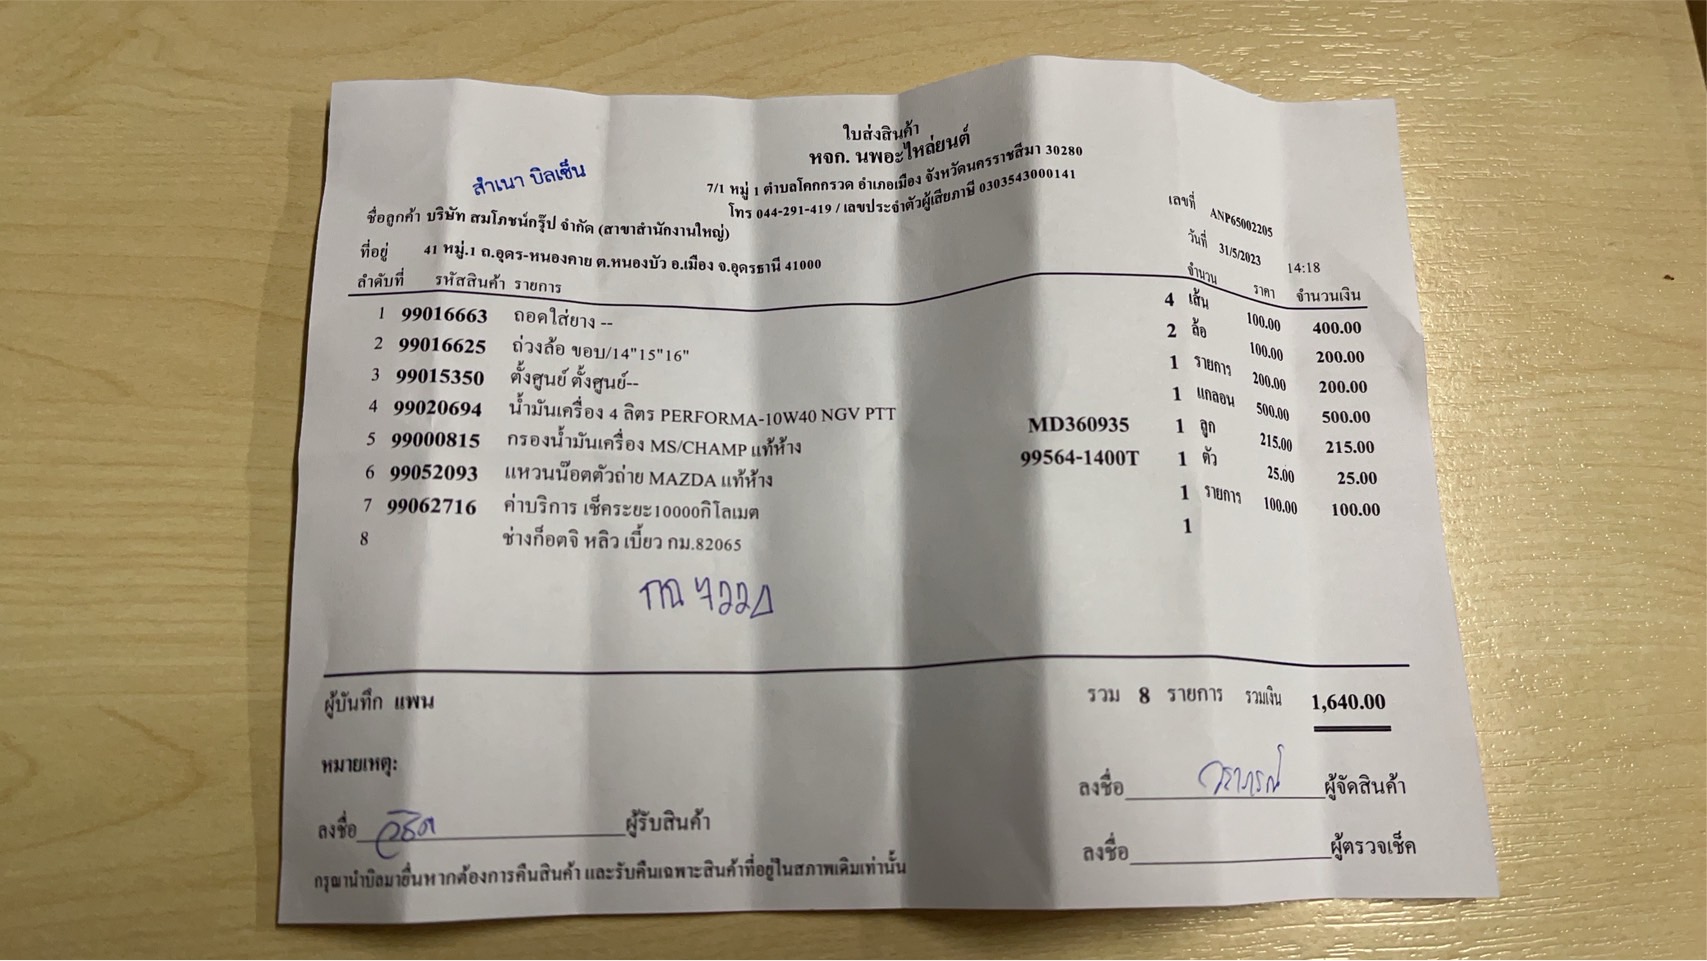 ใบส่งสินค้า
หจก. นพอะไหล่ยนต์
สำเนา บิลเซ็น
7/1 หมู่ 1 ตำบลโคกกรวด อำเภอเมือง จังหวัดนครราชสีมา 30280
โทร 044-291-419 / เลขประจำตัวผู้เสียภาษี 0303543000141
เลขที่ ANP65002205
ชื่อลูกค้า บริษัท สมโภชน์กรุ๊ป จำกัด (สาขาสำนักงานใหญ่)
วันที่ 31/5/2023 14:18
ที่อยู่ 41 หมู่.1 ถ.อุดร-หนองคาย ต.หนองบัว อ.เมือง จ.อุดรธานี 41000
ลำดับที่ รหัสสินค้า รายการ จำนวน ราคา จำนวนเงิน
1 99016663 ถอดใส่ยาง -- 4 เส้น 100.00 400.00
2 99016625 ถ่วงล้อ ขอบ/14"15"16" 2 ล้อ 100.00 200.00
3 99015350 ตั้งศูนย์ ตั้งศูนย์-- 1 รายการ 200.00 200.00
4 99020694 น้ำมันเครื่อง 4 ลิตร PERFORMA-10W40 NGV PTT 1 แกลอน 500.00 500.00
5 99000815 กรองน้ำมันเครื่อง MS/CHAMP แท้ห้าง MD360935 1 ลูก 215.00 215.00
6 99052093 แหวนน๊อตตัวถ่าย MAZDA แท้ห้าง 99564-1400T 1 ตัว 25.00 25.00
7 99062716 ค่าบริการ เช็คระยะ10000กิโลเมต 1 รายการ 100.00 100.00
8 ช่างก็อตจิ หลิว เบี้ยว กม.82065 1
ผู้บันทึก แพน
รวม 8 รายการ รวมเงิน 1,640.00
หมายเหตุ:
ลงชื่อ วราภรณ์ ผู้จัดสินค้า
ลงชื่อ ผู้รับสินค้า
ลงชื่อ ผู้ตรวจเช็ค
กรุณานำบิลมายื่นหากต้องการคืนสินค้า และรับคืนเฉพาะสินค้าที่อยู่ในสภาพเดิมเท่านั้น